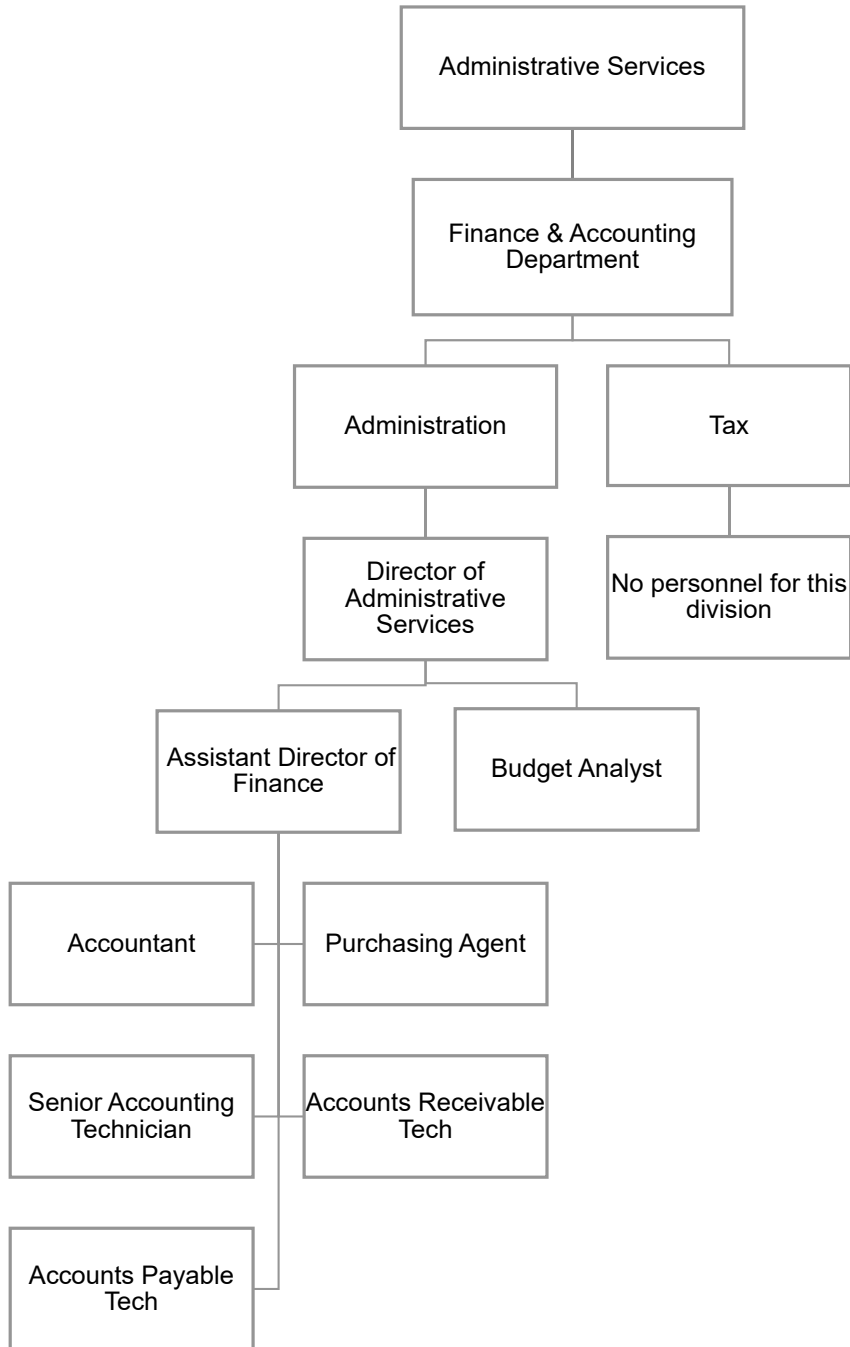 Administrative Services
Finance & Accounting
Department
Administration
Tax
Director of
Administrative
Services
No personnel for this
division
Assistant Director of
Finance
Budget Analyst
Accountant
Purchasing Agent
Senior Accounting
Technician
Accounts Receivable
Tech
Accounts Payable
Tech